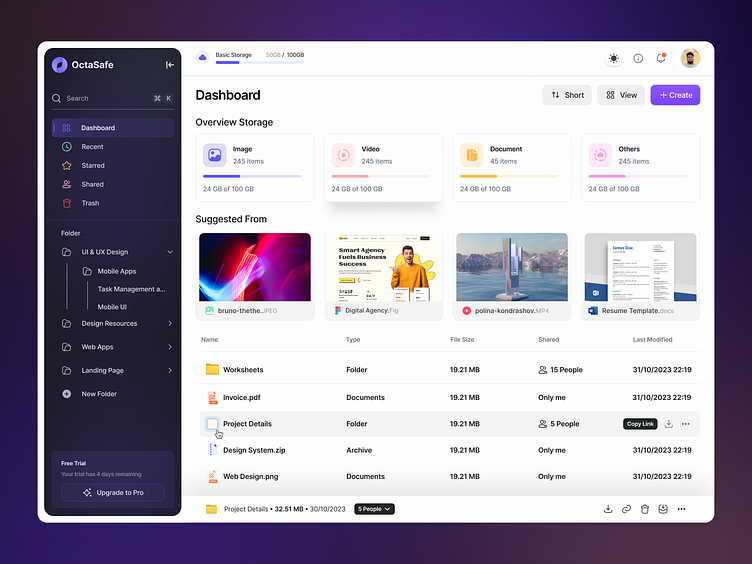 OctaSafe
Search ⌘ K
Dashboard
Recent
Starred
Shared
Trash
Folder
UI & UX Design
Mobile Apps
Task Management a...
Mobile UI
Design Resources
Web Apps
Landing Page
New Folder
Free Trial
Your trial has 4 days remaining
Upgrade to Pro
Basic Storage 50GB / 100GB
Dashboard
Short
View
+ Create
Overview Storage
Image
245 items
24 GB of 100 GB
Video
245 items
24 GB of 100 GB
Document
45 items
24 GB of 100 GB
Others
245 items
24 GB of 100 GB
Suggested From
bruno-thethe..JPEG
Smart Agency
Fuels Business
Success
Digital Agency.Fig
polina-kondrashov.MP4
James Doe
Resume Template.docs
Name Type File Size Shared Last Modified
Worksheets Folder 19.21 MB 15 People 31/10/2023 22:19
Invoice.pdf Documents 19.21 MB Only me 31/10/2023 22:19
Project Details Folder 19.21 MB 5 People Copy Link
Design System.zip Archive 19.21 MB Only me 31/10/2023 22:19
Web Design.png Documents 19.21 MB Only me 31/10/2023 22:19
Project Details • 32.51 MB • 30/10/2023 5 People